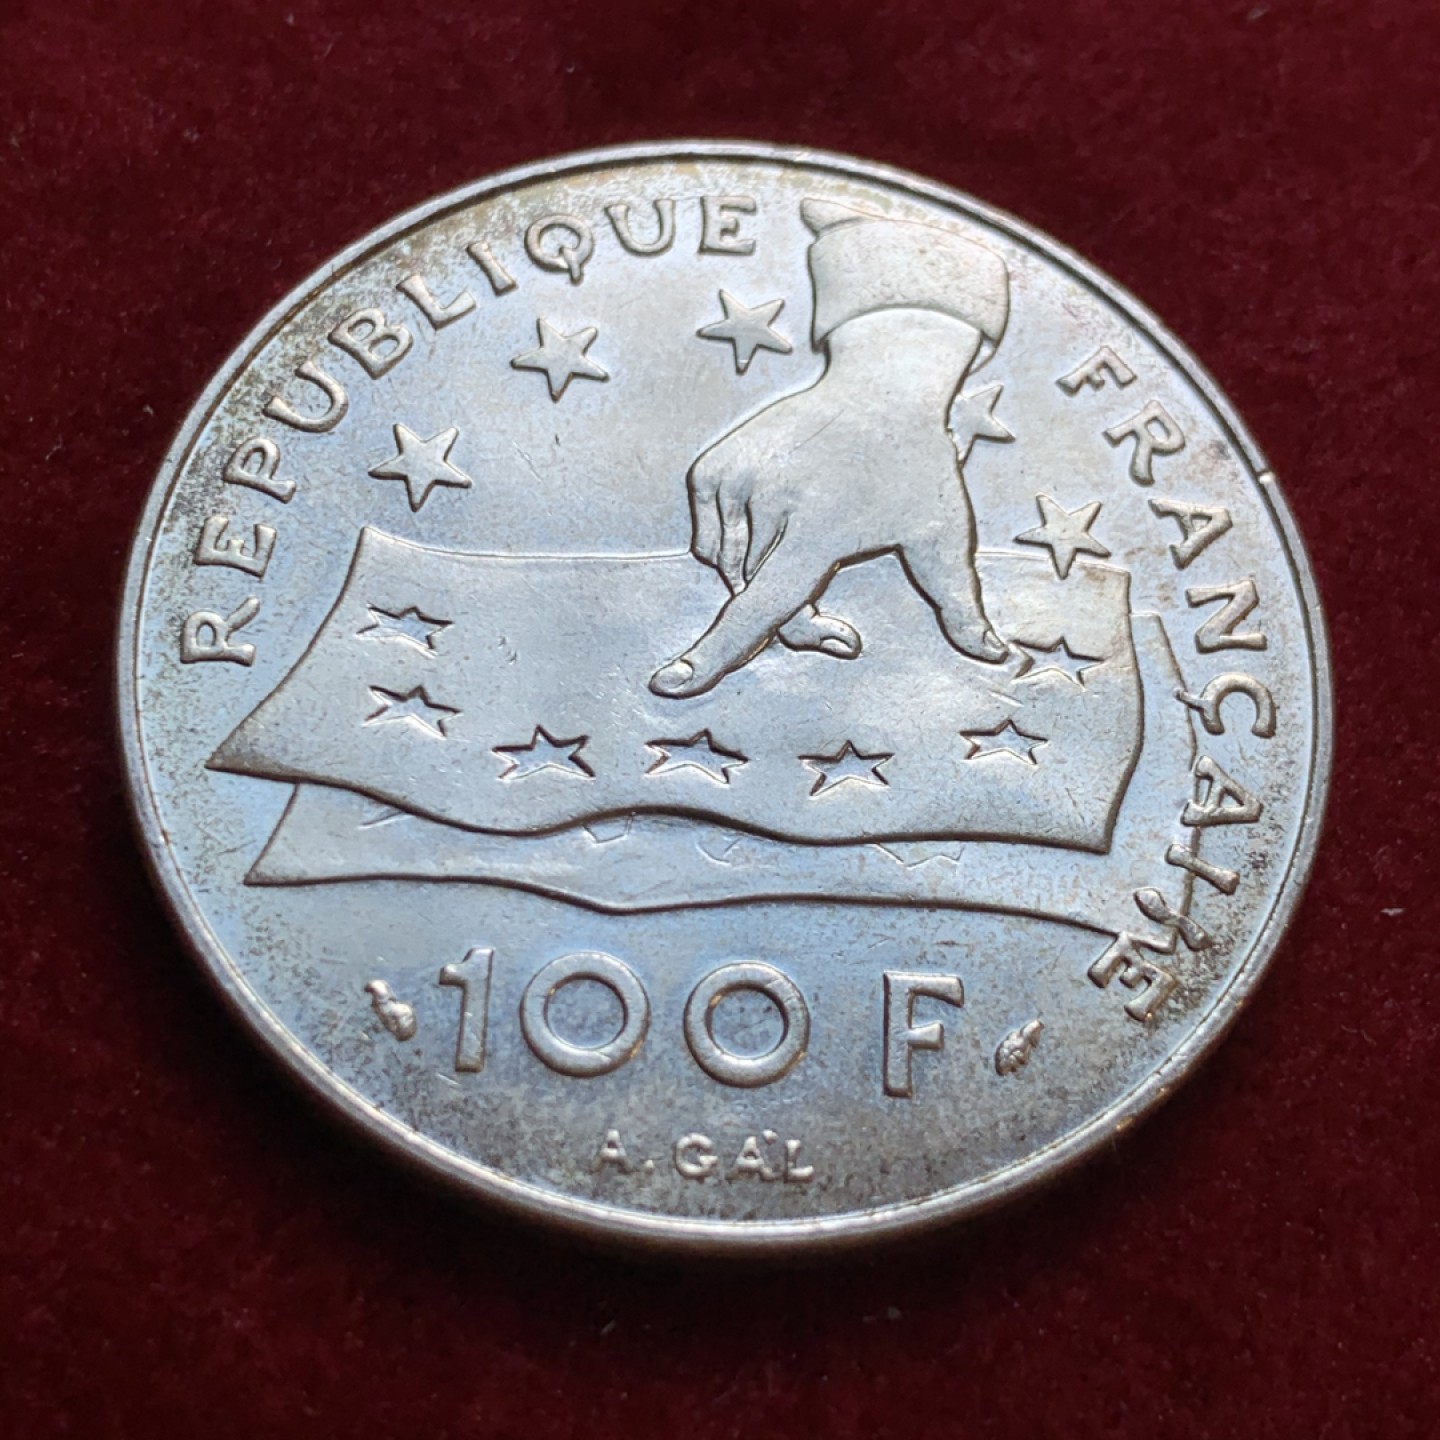 REPUBLIQUE FRANÇAISE
100 F
A. GAL